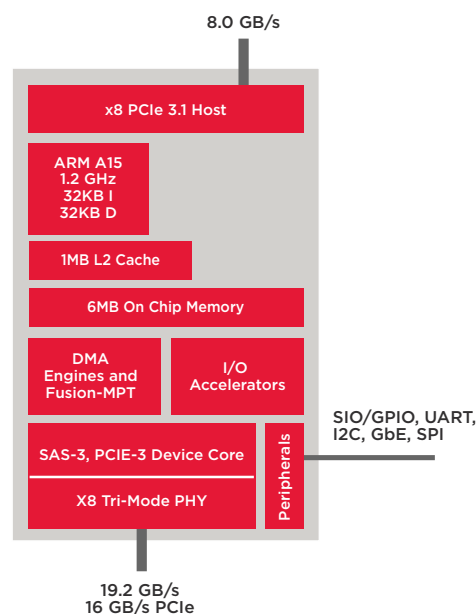 8.0 GB/s
x8 PCIe 3.1 Host
ARM A15
1.2 GHz
32KB I
32KB D
1MB L2 Cache
6MB On Chip Memory
DMA
Engines and
Fusion-MPT
I/O
Accelerators
SAS-3, PCIE-3 Device Core
X8 Tri-Mode PHY
Peripherals
SIO/GPIO, UART,
I2C, GbE, SPI
19.2 GB/s
16 GB/s PCIe